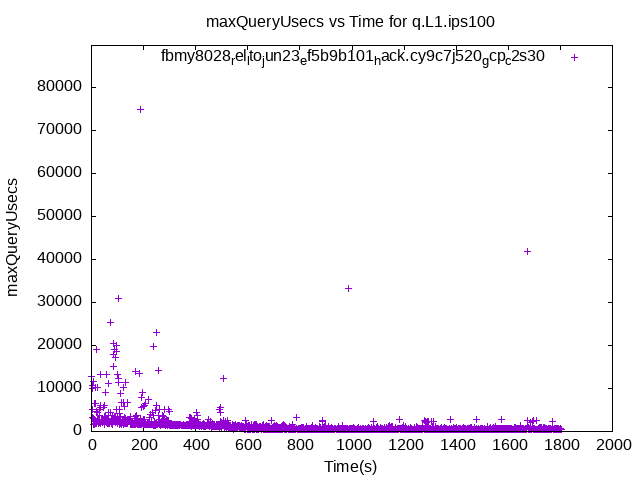 maxQueryUsecs vs Time for q.L1.ips100
fbmy8028relltojun23ef5b9b101hack.cy9c7j520gcpc2s30
maxQueryUsecs
80000
70000
60000
50000
40000
30000
20000
10000
0
0 200 400 600 800 1000 1200 1400 1600 1800 2000
Time(s)